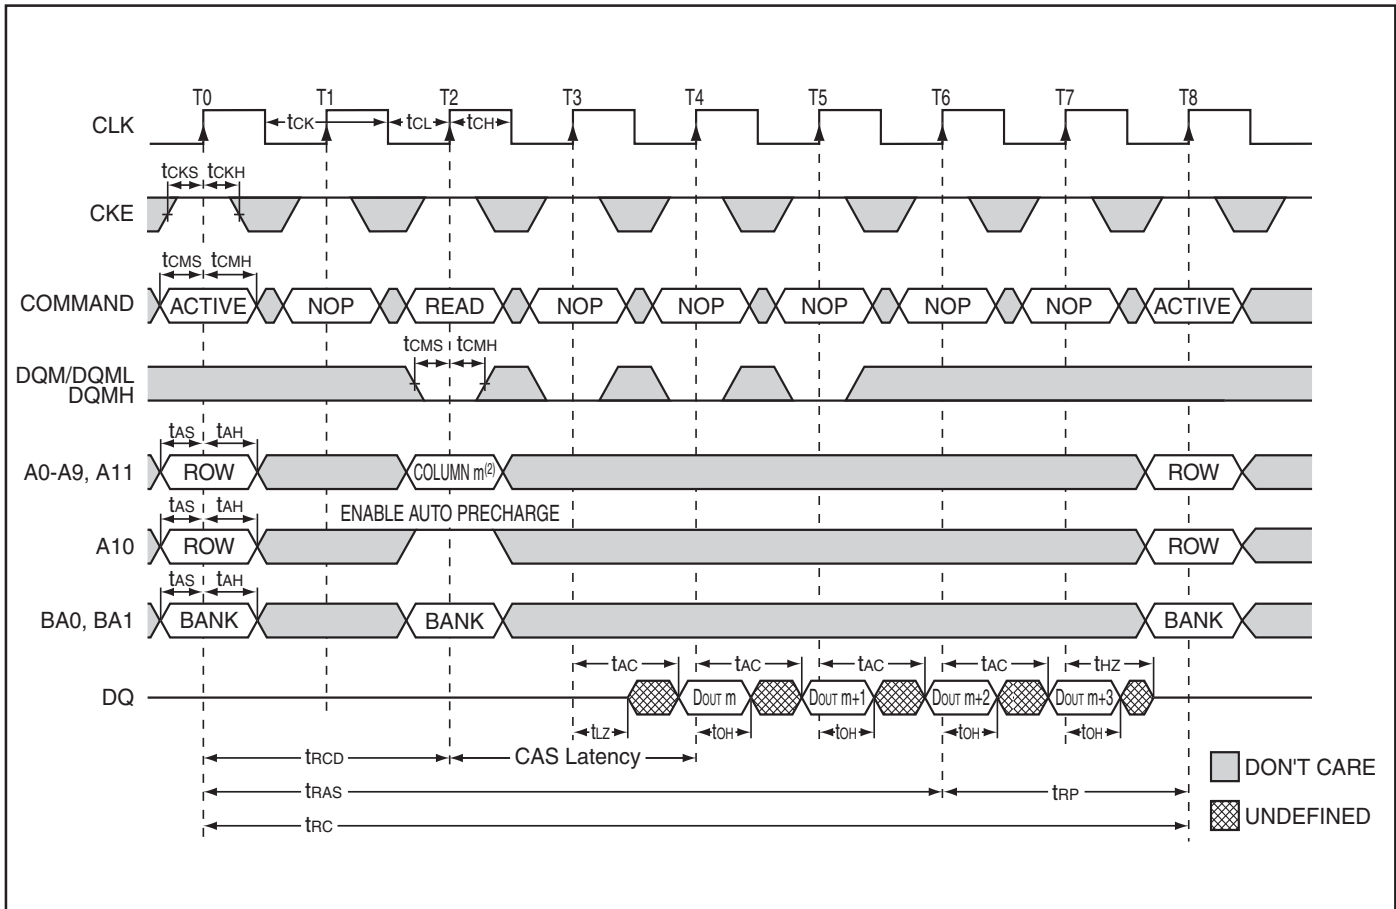 T0 T1 T2 T3 T4 T5 T6 T7 T8
CLK tCK tCL tCH
tCKS tCKH
CKE
tCMS tCMH
COMMAND ACTIVE NOP READ NOP NOP NOP NOP NOP ACTIVE
tCMS tCMH
DQM/DQML
DQMH
tAS tAH
A0-A9, A11 ROW COLUMN m(2) ROW
tAS tAH ENABLE AUTO PRECHARGE
A10 ROW ROW
tAS tAH
BA0, BA1 BANK BANK BANK
tAC tAC tAC tAC tHZ
DQ DOUT m DOUT m+1 DOUT m+2 DOUT m+3
tLZ tOH tOH tOH tOH
tRCD CAS Latency
DON'T CARE
tRAS tRP
UNDEFINED
tRC